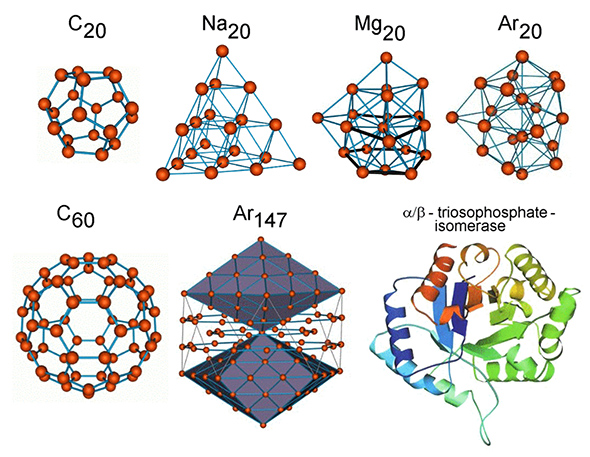 C20 Na20 Mg20 Ar20
C60 Ar147 α/β - triosophosphate -
isomerase